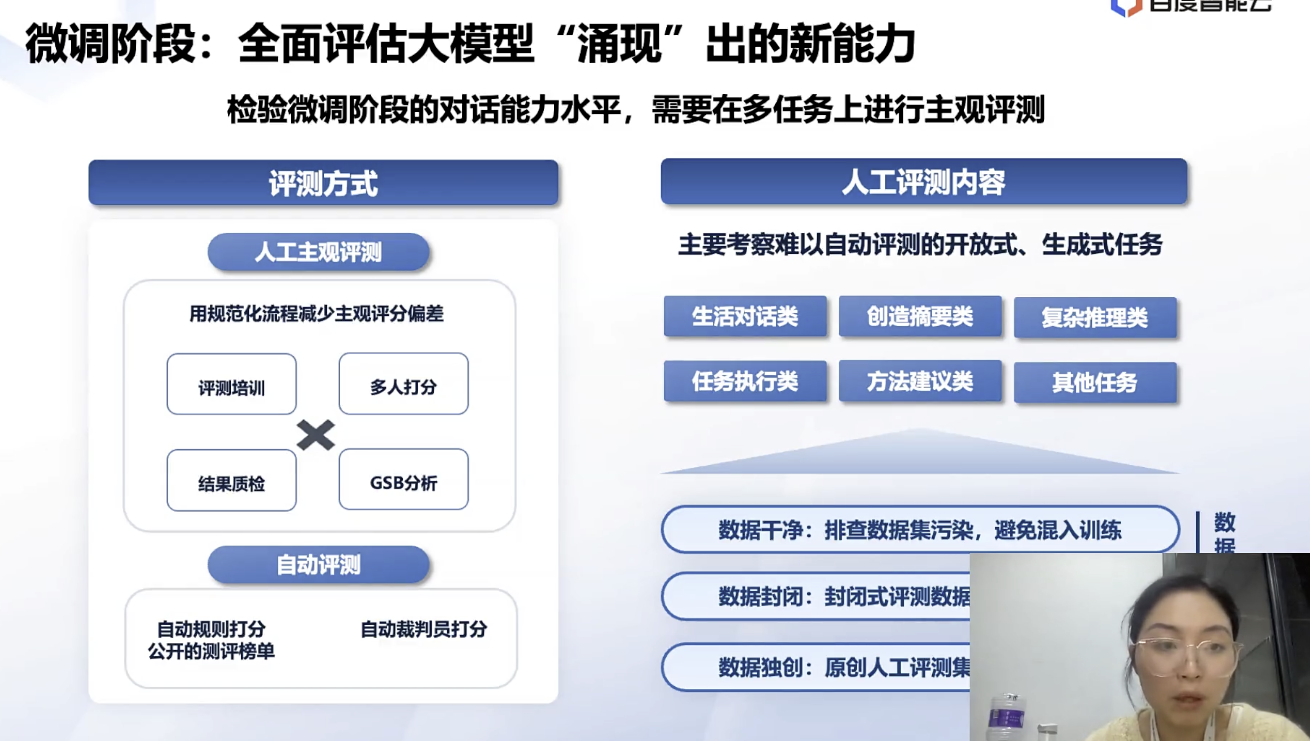 百度智能云
微调阶段：全面评估大模型“涌现”出的新能力
检验微调阶段的对话能力水平，需要在多任务上进行主观评测
评测方式
人工主观评测
用规范化流程减少主观评分偏差
评测培训
多人打分
结果质检
GSB分析
自动评测
自动规则打分
公开的测评榜单
自动裁判员打分
人工评测内容
主要考察难以自动评测的开放式、生成式任务
生活对话类
创造摘要类
复杂推理类
任务执行类
方法建议类
其他任务
数据干净：排查数据集污染，避免混入训练
数据封闭：封闭式评测数据
数据独创：原创人工评测集
数
据